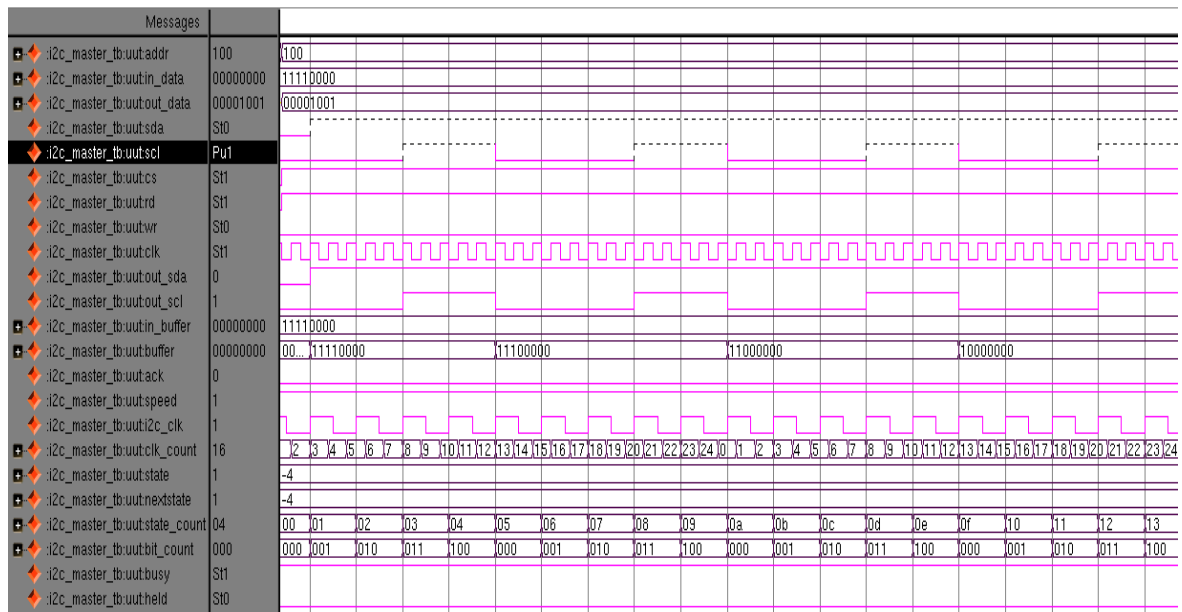 Messages
:i2c_master_tb:uut:addr 100 100
:i2c_master_tb:uut:in_data 00000000 11110000
:i2c_master_tb:uut:out_data 00001001 00001001
:i2c_master_tb:uut:sda St0
:i2c_master_tb:uut:scl Pu1
:i2c_master_tb:uut:cs St1
:i2c_master_tb:uut:rd St1
:i2c_master_tb:uut:wr St0
:i2c_master_tb:uut:clk St1
:i2c_master_tb:uut:out_sda 0
:i2c_master_tb:uut:out_scl 1
:i2c_master_tb:uut:in_buffer 00000000 11110000
:i2c_master_tb:uut:buffer 00000000 00... 11110000 11100000 11000000 10000000
:i2c_master_tb:uut:ack 0
:i2c_master_tb:uut:speed 1
:i2c_master_tb:uut:i2c_clk 1
:i2c_master_tb:uut:clk_count 16 2 3 4 5 6 7 8 9 10 11 12 13 14 15 16 17 18 19 20 21 22 23 24 0 1 2 3 4 5 6 7 8 9 10 11 12 13 14 15 16 17 18 19 20 21 22 23 24
:i2c_master_tb:uut:state 1 -4
:i2c_master_tb:uut:nextstate 1 -4
:i2c_master_tb:uut:state_count 04 00 01 02 03 04 05 06 07 08 09 0a 0b 0c 0d 0e 0f 10 11 12 13
:i2c_master_tb:uut:bit_count 000 000 001 010 011 100 000 001 010 011 100 000 001 010 011 100 000 001 010 011 100
:i2c_master_tb:uut:busy St1
:i2c_master_tb:uut:held St0